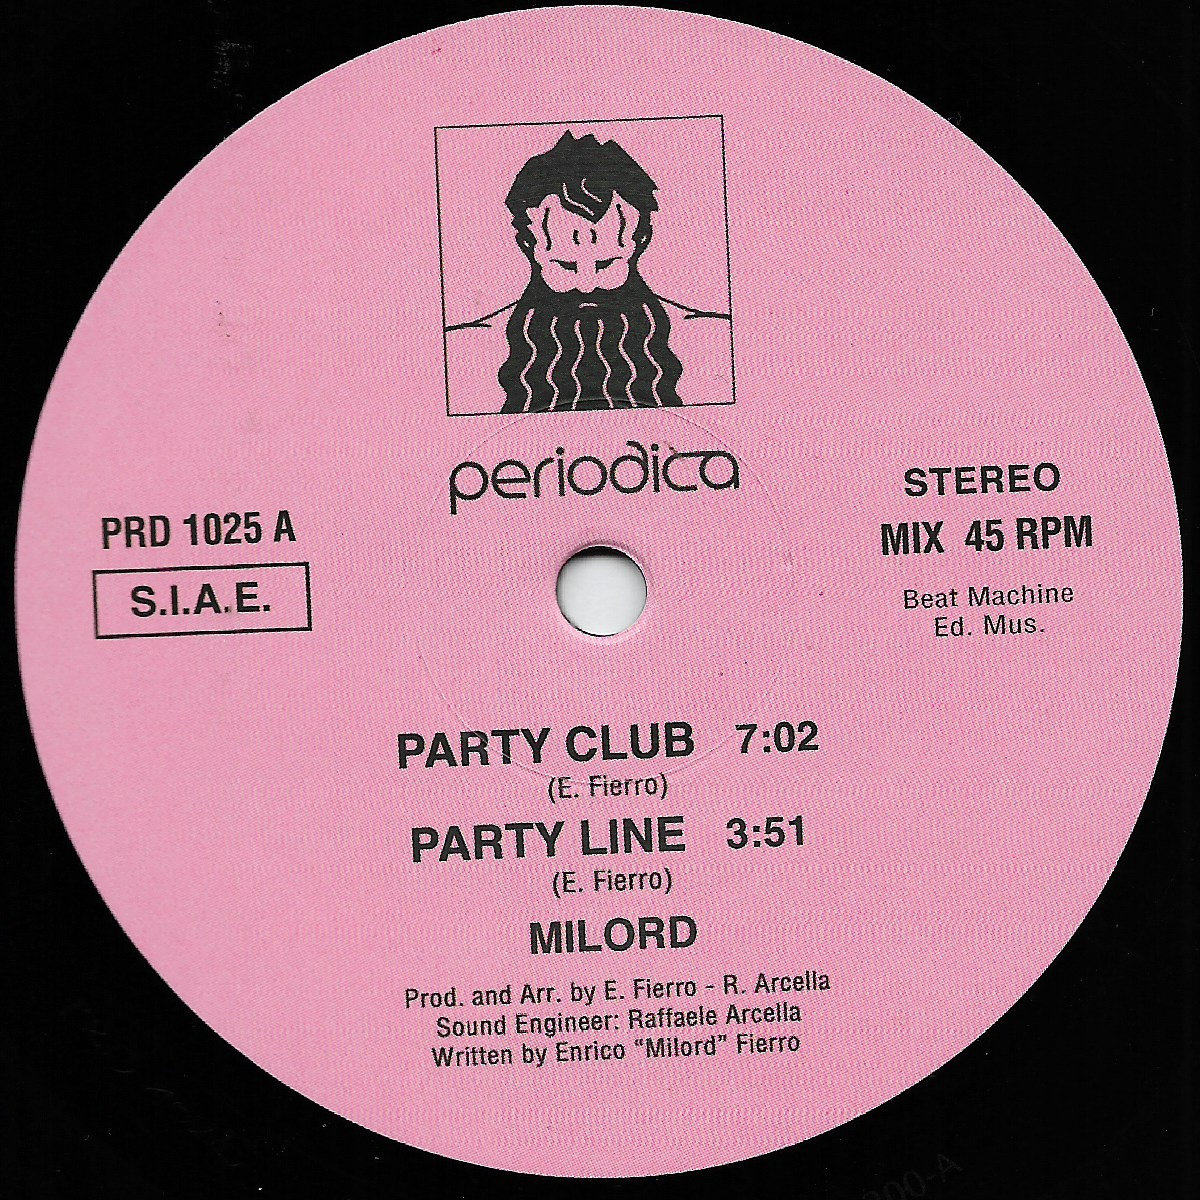 periodica
PRD 1025 A
S.I.A.E.
STEREO
MIX 45 RPM
Beat Machine
Ed. Mus.
PARTY CLUB 7:02
(E. Fierro)
PARTY LINE 3:51
(E. Fierro)
MILORD
Prod. and Arr. by E. Fierro - R. Arcella
Sound Engineer: Raffaele Arcella
Written by Enrico “Milord” Fierro